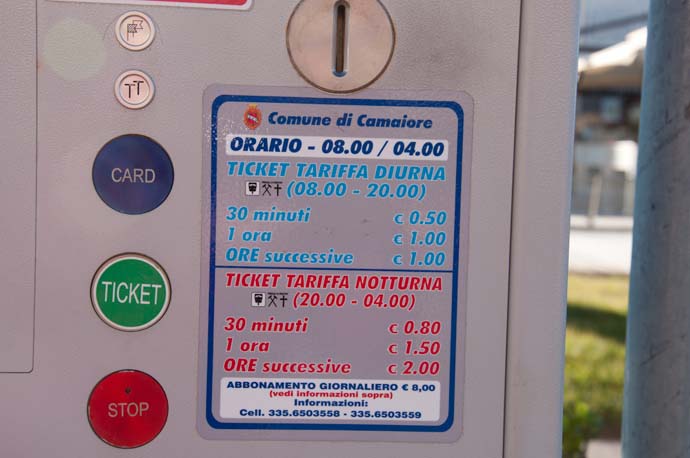 TT
CARD
TICKET
STOP
Comune di Camaiore
ORARIO - 08.00 / 04.00
TICKET TARIFFA DIURNA
(08.00 - 20.00)
30 minuti € 0.50
1 ora € 1.00
ORE successive € 1.00
TICKET TARIFFA NOTTURNA
(20.00 - 04.00)
30 minuti € 0.80
1 ora € 1.50
ORE successive € 2.00
ABBONAMENTO GIORNALIERO € 8,00
(vedi informazioni sopra)
Informazioni:
Cell. 335.6503558 - 335.6503559